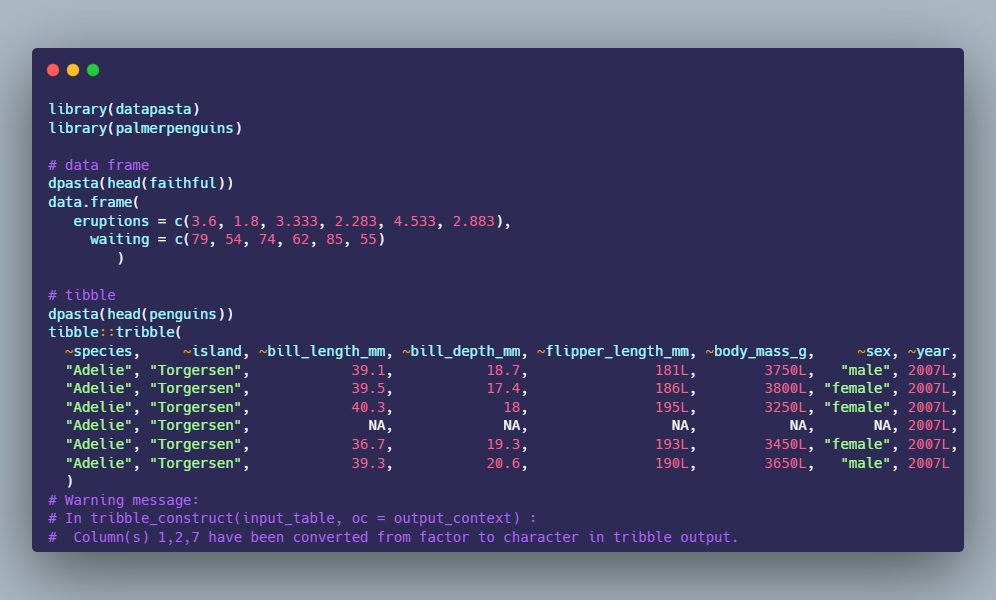 library(datapasta)
library(palmerpenguins)

# data frame
dpasta(head(faithful))
data.frame(
   eruptions = c(3.6, 1.8, 3.333, 2.283, 4.533, 2.883),
     waiting = c(79, 54, 74, 62, 85, 55)
        )

# tibble
dpasta(head(penguins))
tibble::tribble(
  ~species,     ~island, ~bill_length_mm, ~bill_depth_mm, ~flipper_length_mm, ~body_mass_g,     ~sex, ~year,
  "Adelie", "Torgersen",            39.1,           18.7,               181L,        3750L,   "male", 2007L,
  "Adelie", "Torgersen",            39.5,           17.4,               186L,        3800L, "female", 2007L,
  "Adelie", "Torgersen",            40.3,             18,               195L,        3250L, "female", 2007L,
  "Adelie", "Torgersen",              NA,             NA,                 NA,           NA,       NA, 2007L,
  "Adelie", "Torgersen",            36.7,           19.3,               193L,        3450L, "female", 2007L,
  "Adelie", "Torgersen",            39.3,           20.6,               190L,        3650L,   "male", 2007L
  )
# Warning message:
# In tribble_construct(input_table, oc = output_context) :
#  Column(s) 1,2,7 have been converted from factor to character in tribble output.